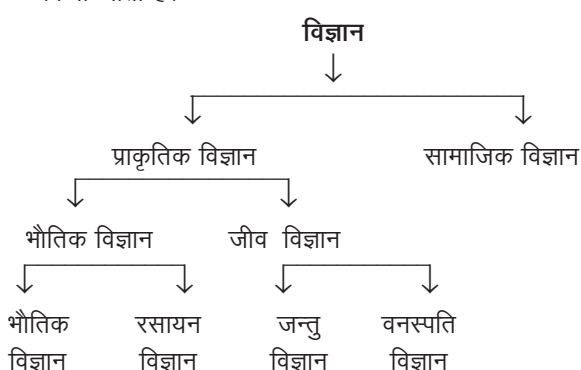 विज्ञान
प्राकृतिक विज्ञान सामाजिक विज्ञान
भौतिक विज्ञान जीव विज्ञान
भौतिक रसायन जन्तु वनस्पति
विज्ञान विज्ञान विज्ञान विज्ञान